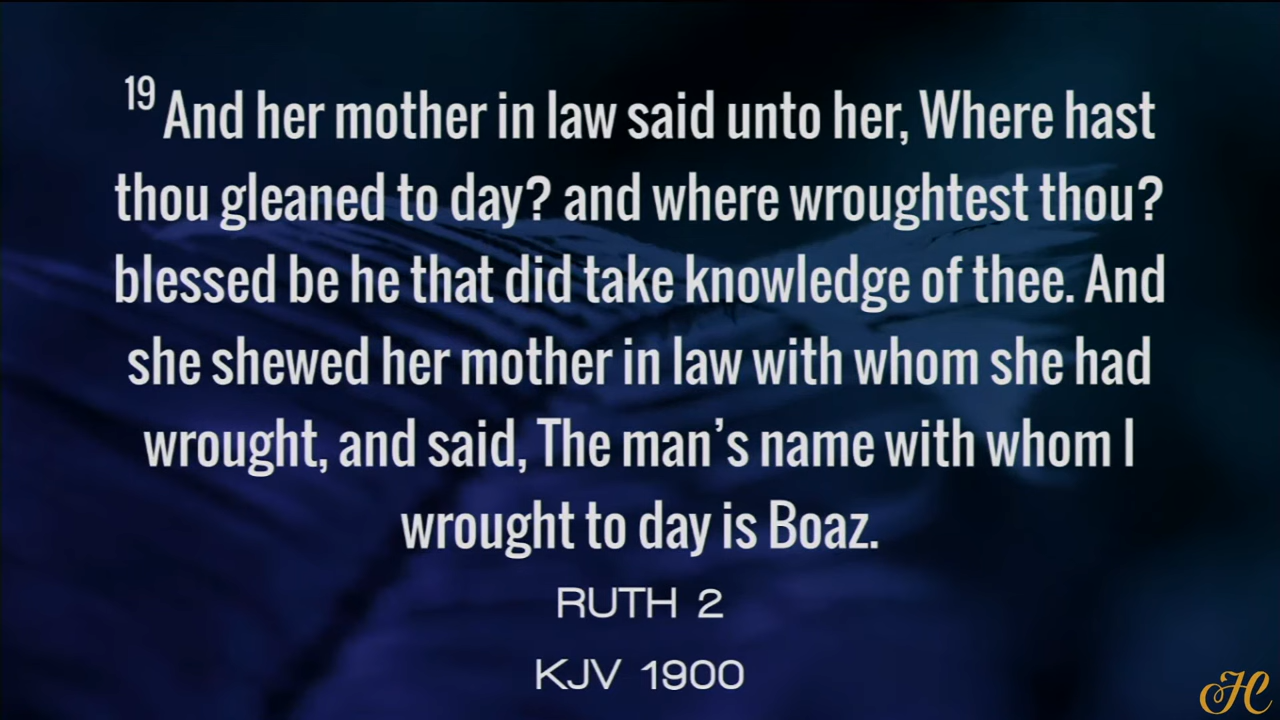 19 And her mother in law said unto her, Where hast
thou gleaned to day? and where wroughtest thou?
blessed be he that did take knowledge of thee. And
she shewed her mother in law with whom she had
wrought, and said, The man’s name with whom I
wrought to day is Boaz.
RUTH 2
KJV 1900
HC